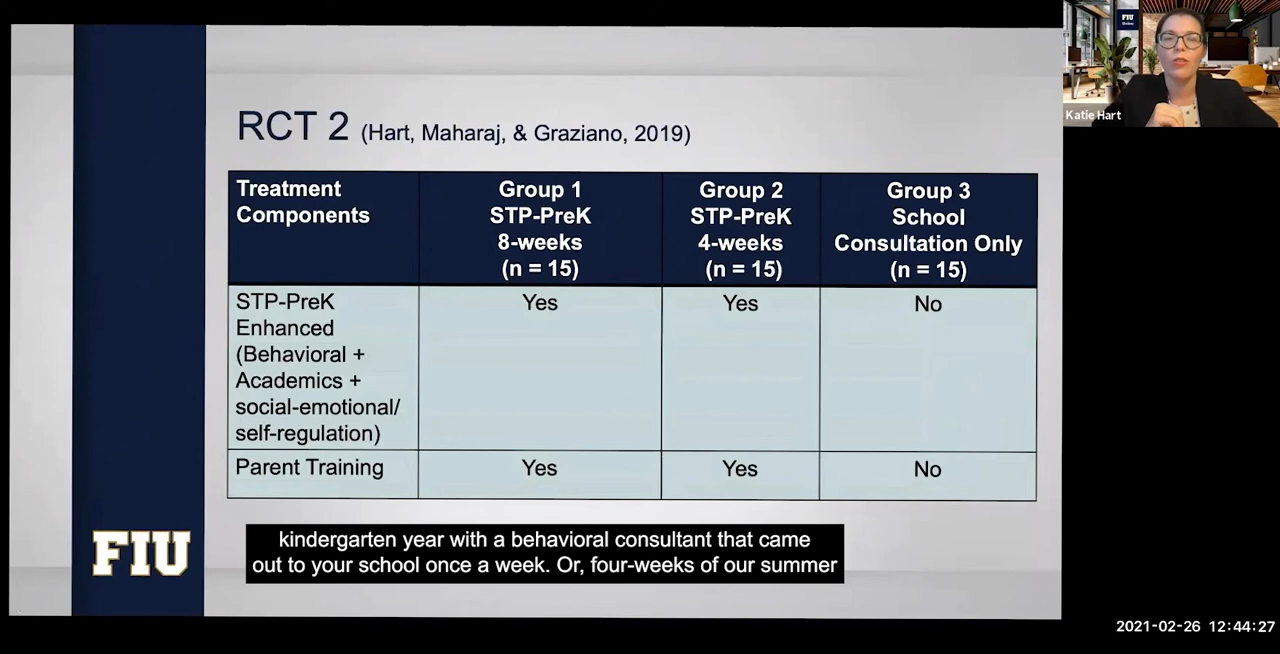 FIU
Online
Katie Hart
RCT 2 (Hart, Maharaj, & Graziano, 2019)
Treatment
Components
Group 1
STP-PreK
8-weeks
(n = 15)
Group 2
STP-PreK
4-weeks
(n = 15)
Group 3
School
Consultation Only
(n = 15)
STP-PreK
Enhanced
(Behavioral +
Academics +
social-emotional/
self-regulation)
Yes
Yes
No
Parent Training
Yes
Yes
No
FIU
kindergarten year with a behavioral consultant that came
out to your school once a week. Or, four-weeks of our summer
2021-02-26 12:44:27